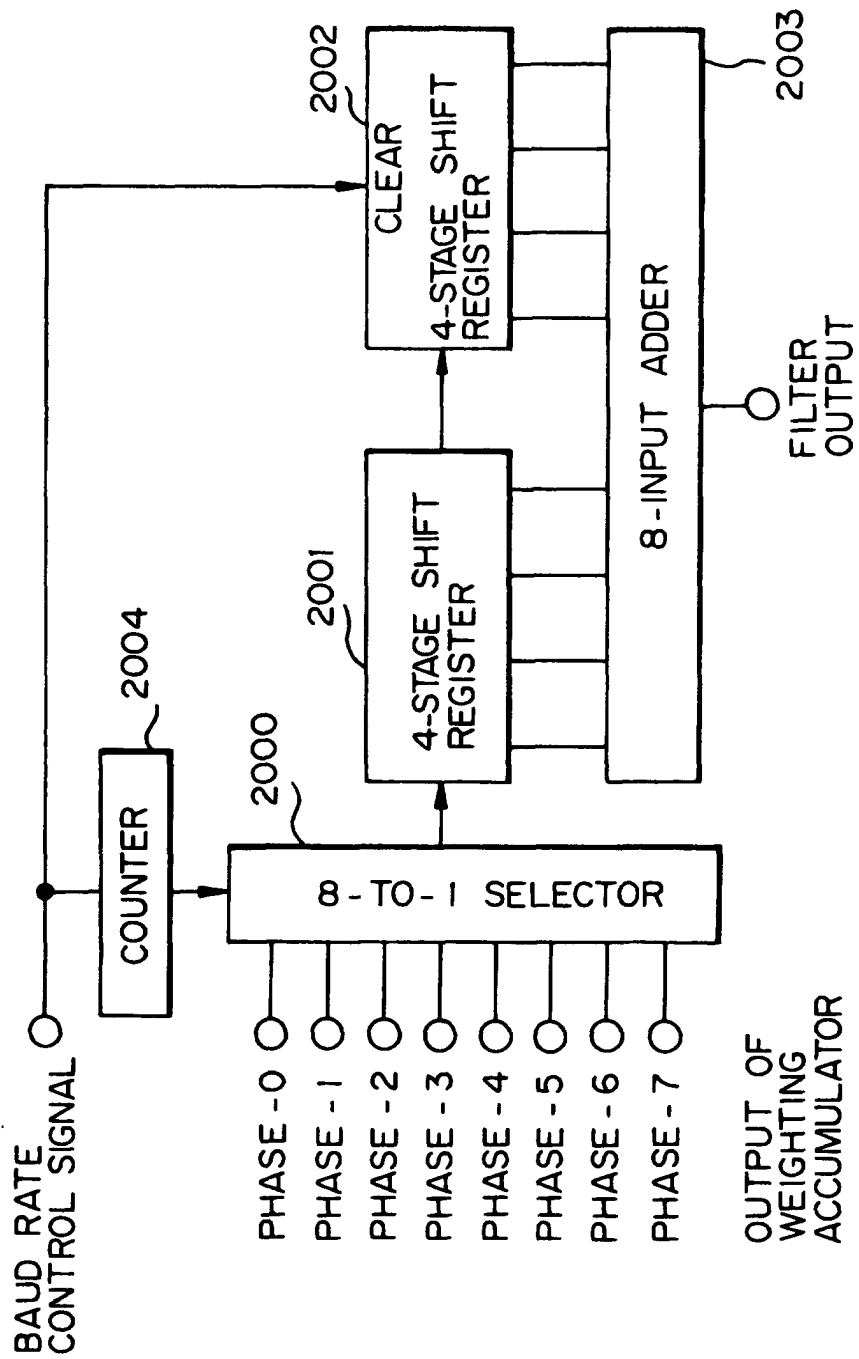 BAUD RATE
CONTROL SIGNAL
COUNTER
2004
PHASE-0
PHASE-1
PHASE-2
PHASE-3
PHASE-4
PHASE-5
PHASE-6
PHASE-7
OUTPUT OF
WEIGHTING
ACCUMULATOR
2000
8-TO-1 SELECTOR
2001
4-STAGE SHIFT
REGISTER
2002
CLEAR
4-STAGE SHIFT
REGISTER
8-INPUT ADDER
2003
FILTER
OUTPUT